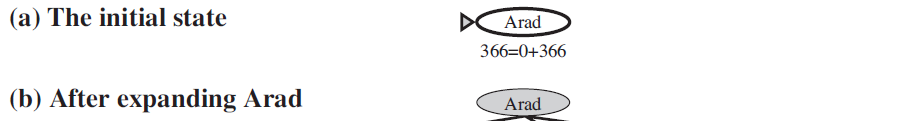 (a) The initial state
Arad
366=0+366
(b) After expanding Arad
Arad